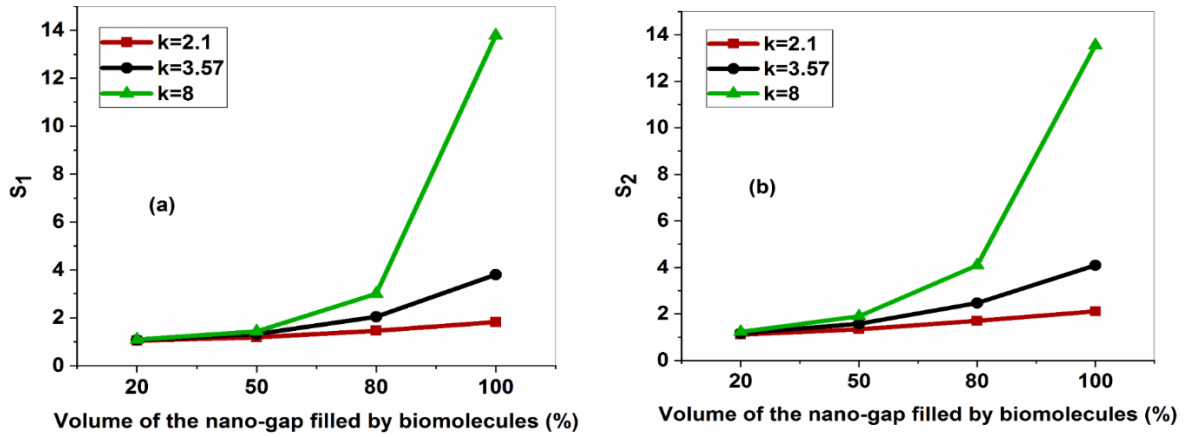 14
12
10
8
6
4
2
0
S1
k=2.1
k=3.57
k=8
(a)
20 50 80 100
Volume of the nano-gap filled by biomolecules (%)
14
12
10
8
6
4
2
0
S2
k=2.1
k=3.57
k=8
(b)
20 50 80 100
Volume of the nano-gap filled by biomolecules (%)